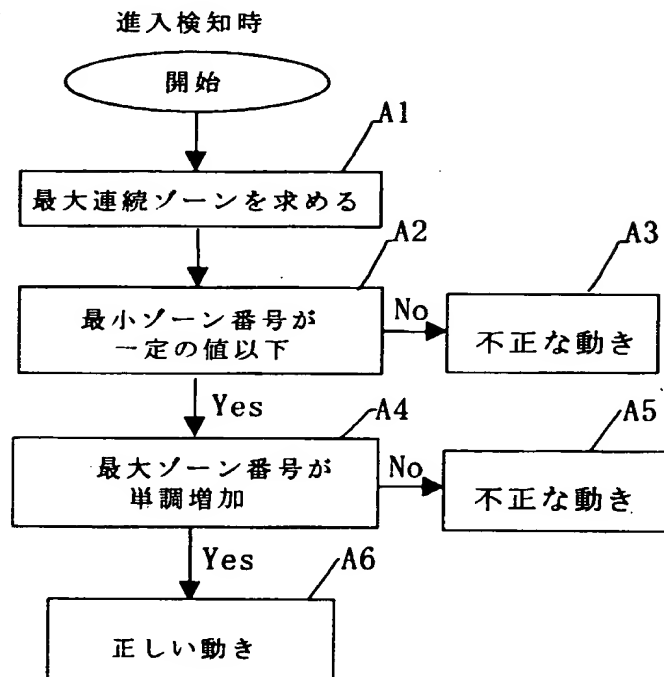 進入検知時
開始
A1
最大連続ゾーンを求める
A2
最小ゾーン番号が
一定の値以下
No
A3
不正な動き
Yes
A4
最大ゾーン番号が
単調増加
No
A5
不正な動き
Yes
A6
正しい動き